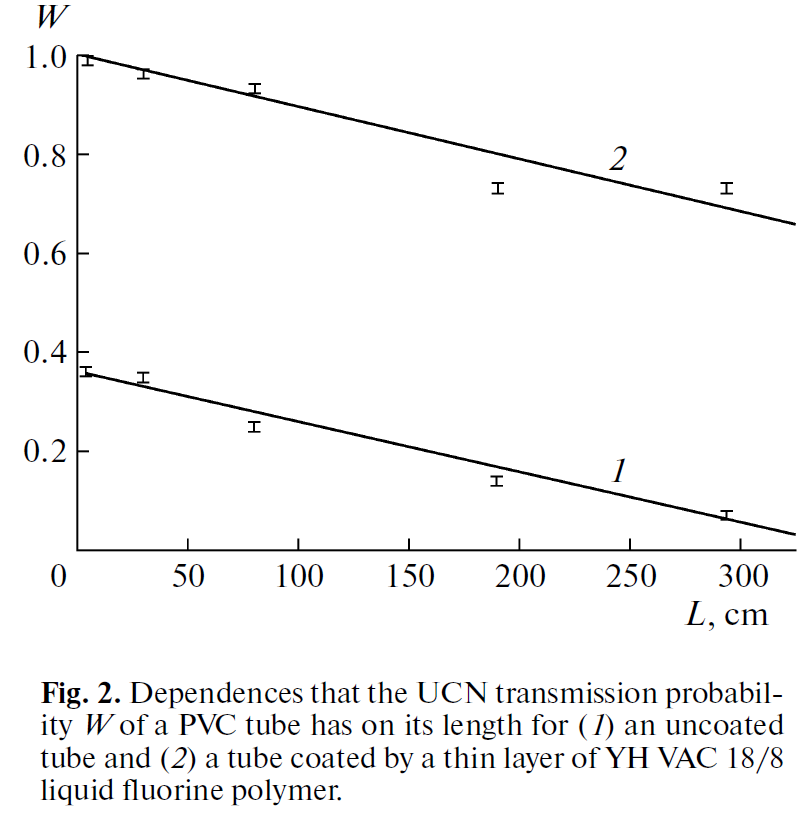 W
1.0
0.8
2
0.6
0.4
0.2
1
0 50 100 150 200 250 300
L, cm
Fig. 2. Dependences that the UCN transmission probabil-
ity W of a PVC tube has on its length for (1) an uncoated
tube and (2) a tube coated by a thin layer of YH VAC 18/8
liquid fluorine polymer.